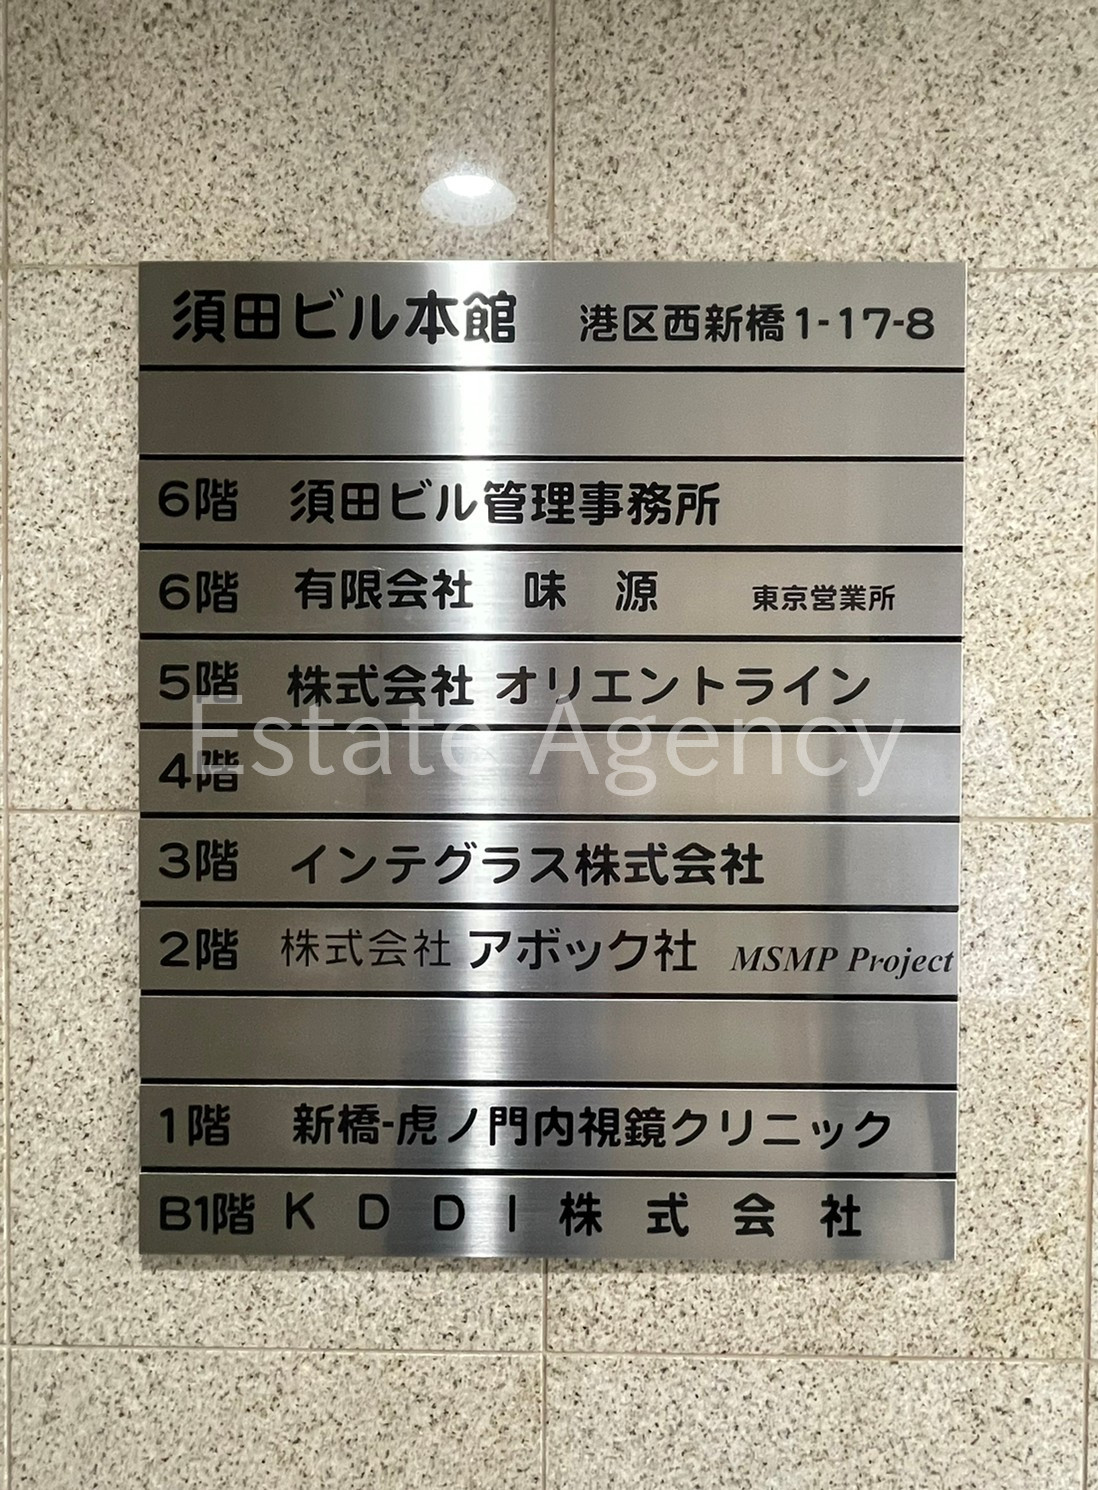 須田ビル本館 港区西新橋1-17-8
6階 須田ビル管理事務所
6階 有限会社 味 源 東京営業所
5階 株式会社 オリエントライン
Estate Agency
4階
3階 インテグラス株式会社
2階 株式会社 アボック社 MSMP Project
1階 新橋-虎ノ門内視鏡クリニック
B1階 K D D I 株 式 会 社